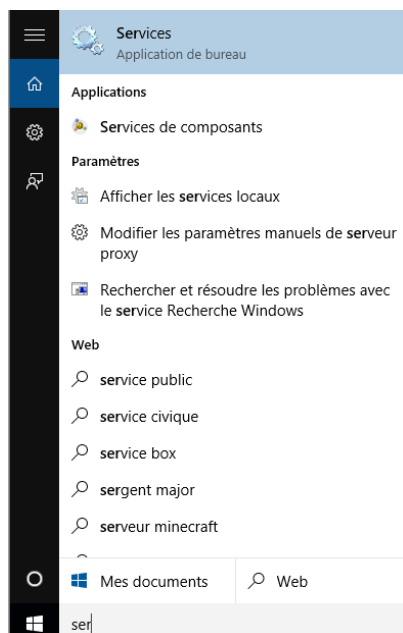 Services
Application de bureau
Applications
Services de composants
Paramètres
Afficher les services locaux
Modifier les paramètres manuels de serveur
proxy
Rechercher et résoudre les problèmes avec
le service Recherche Windows
Web
service public
service civique
service box
sergent major
serveur minecraft
Mes documents
Web
ser